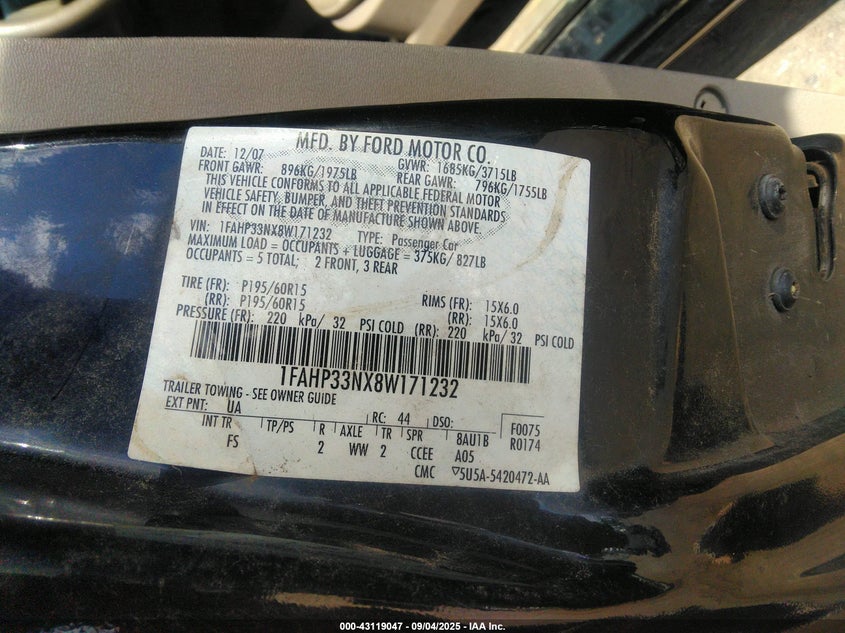 MFD. BY FORD MOTOR CO.
DATE: 12/07 GVWR: 1685KG/3715LB
FRONT GAWR: 896KG/1975LB REAR GAWR: 796KG/1755LB
THIS VEHICLE CONFORMS TO ALL APPLICABLE FEDERAL MOTOR
VEHICLE SAFETY, BUMPER, AND THEFT PREVENTION STANDARDS
IN EFFECT ON THE DATE OF MANUFACTURE SHOWN ABOVE.
VIN: 1FAHP33NX8W171232 TYPE: Passenger Car
MAXIMUM LOAD = OCCUPANTS + LUGGAGE = 375KG/ 827LB
OCCUPANTS = 5 TOTAL; 2 FRONT, 3 REAR
TIRE (FR): P195/60R15 RIMS (FR): 15X6.0
(RR): P195/60R15 (RR): 15X6.0
PRESSURE (FR): 220 kPa/ 32 PSI COLD (RR): 220 kPa/ 32 PSI COLD
1FAHP33NX8W171232
TRAILER TOWING - SEE OWNER GUIDE
EXT PNT: UA RC: 44 DSO: F0075
INT TR TP/PS R AXLE TR SPR 8AU1B R0174
FS 2 WW 2 CCEE A05
CMC ▽5U5A-5420472-AA
000-43119047 - 09/04/2025 - IAA Inc.